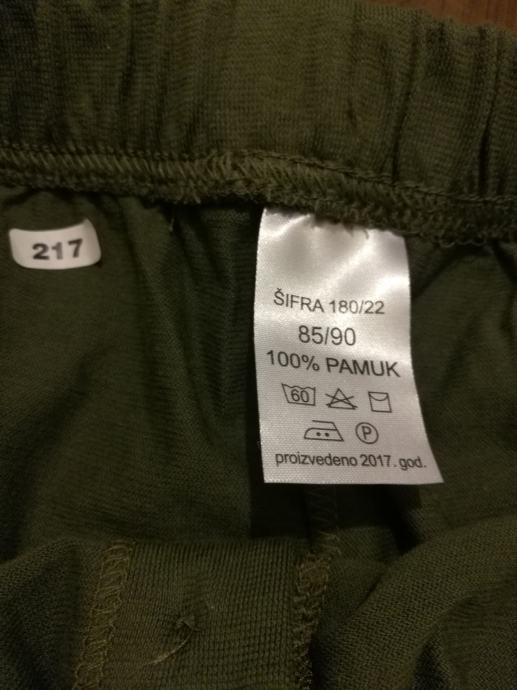 217
ŠIFRA 180/22
85/90
100% PAMUK
60
P
proizvedeno 2017. god.